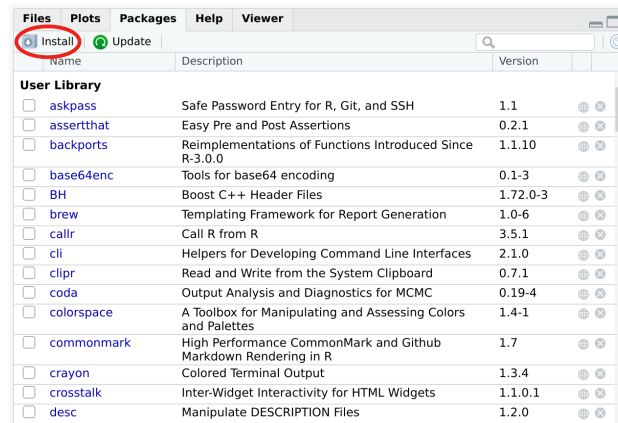 Files Plots Packages Help Viewer
Install Update
Name Description Version
User Library
askpass Safe Password Entry for R, Git, and SSH 1.1
assertthat Easy Pre and Post Assertions 0.2.1
backports Reimplementations of Functions Introduced Since 1.1.10
R-3.0.0
base64enc Tools for base64 encoding 0.1-3
BH Boost C++ Header Files 1.72.0-3
brew Templating Framework for Report Generation 1.0-6
callr Call R from R 3.5.1
cli Helpers for Developing Command Line Interfaces 2.1.0
clipr Read and Write from the System Clipboard 0.7.1
coda Output Analysis and Diagnostics for MCMC 0.19-4
colorspace A Toolbox for Manipulating and Assessing Colors 1.4-1
and Palettes
commonmark High Performance CommonMark and Github 1.7
Markdown Rendering in R
crayon Colored Terminal Output 1.3.4
crosstalk Inter-Widget Interactivity for HTML Widgets 1.1.0.1
desc Manipulate DESCRIPTION Files 1.2.0